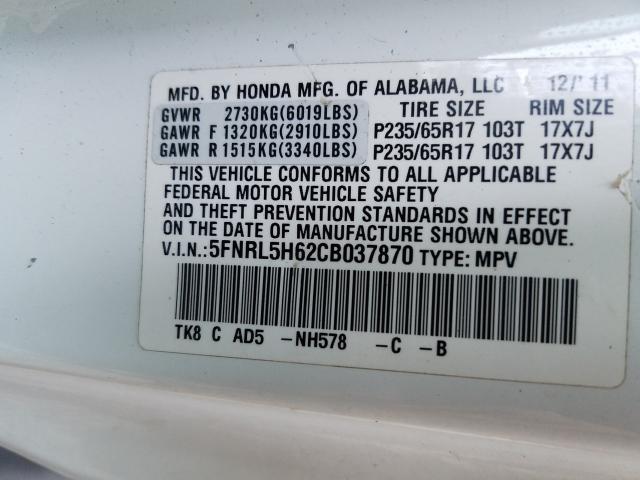 MFD. BY HONDA MFG. OF ALABAMA, LLC 12/'11
GVWR 2730KG(6019LBS) TIRE SIZE RIM SIZE
GAWR F 1320KG(2910LBS) P235/65R17 103T 17X7J
GAWR R 1515KG(3340LBS) P235/65R17 103T 17X7J
THIS VEHICLE CONFORMS TO ALL APPLICABLE
FEDERAL MOTOR VEHICLE SAFETY
AND THEFT PREVENTION STANDARDS IN EFFECT
ON THE DATE OF MANUFACTURE SHOWN ABOVE.
V.I.N.:5FNRL5H62CB037870 TYPE: MPV
TK8 C AD5 -NH578 -C -B